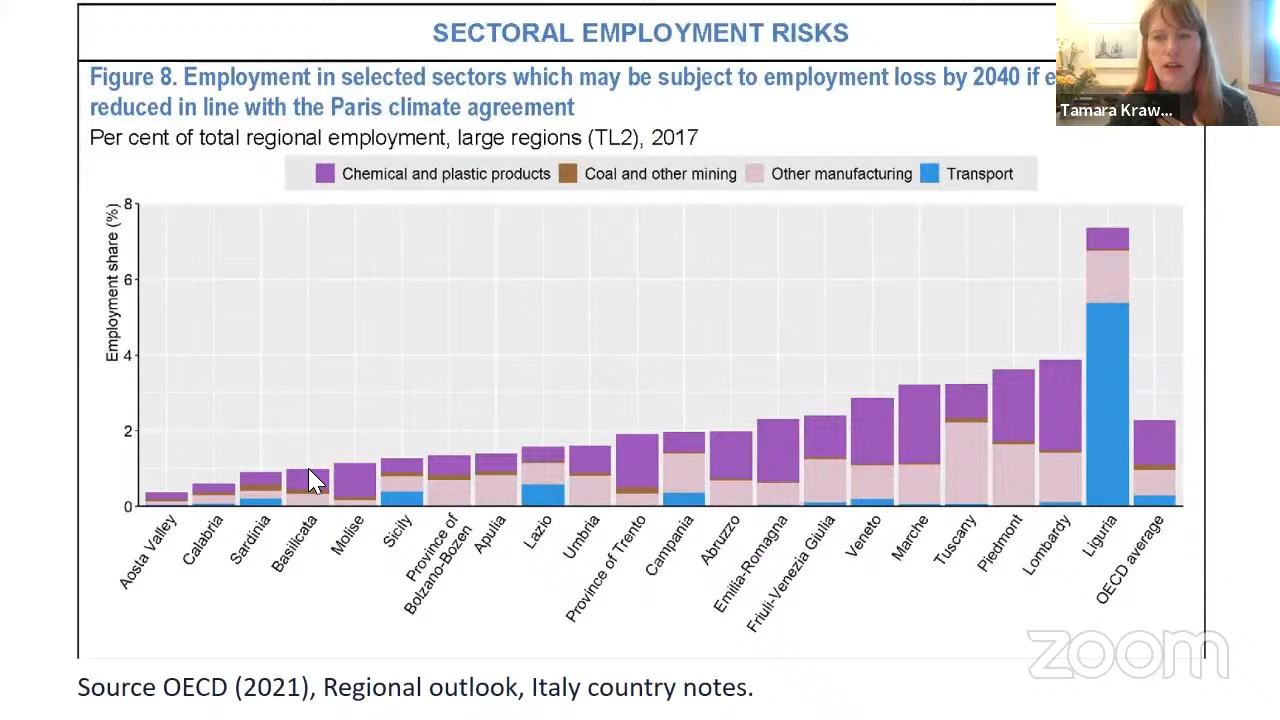 SECTORAL EMPLOYMENT RISKS
Figure 8. Employment in selected sectors which may be subject to employment loss by 2040 if e
reduced in line with the Paris climate agreement
Per cent of total regional employment, large regions (TL2), 2017
Tamara Kraw...
Chemical and plastic products
Coal and other mining
Other manufacturing
Transport
Employment share (%)
8
6
4
2
0
Aosta Valley
Calabria
Sardinia
Basilicata
Molise
Sicily
Province of
Bolzano-Bozen
Apulia
Lazio
Umbria
Province of Trento
Campania
Abruzzo
Emilia-Romagna
Friuli-Venezia Giulia
Veneto
Marche
Tuscany
Piedmont
Lombardy
Liguria
OECD average
zoom
Source OECD (2021), Regional outlook, Italy country notes.